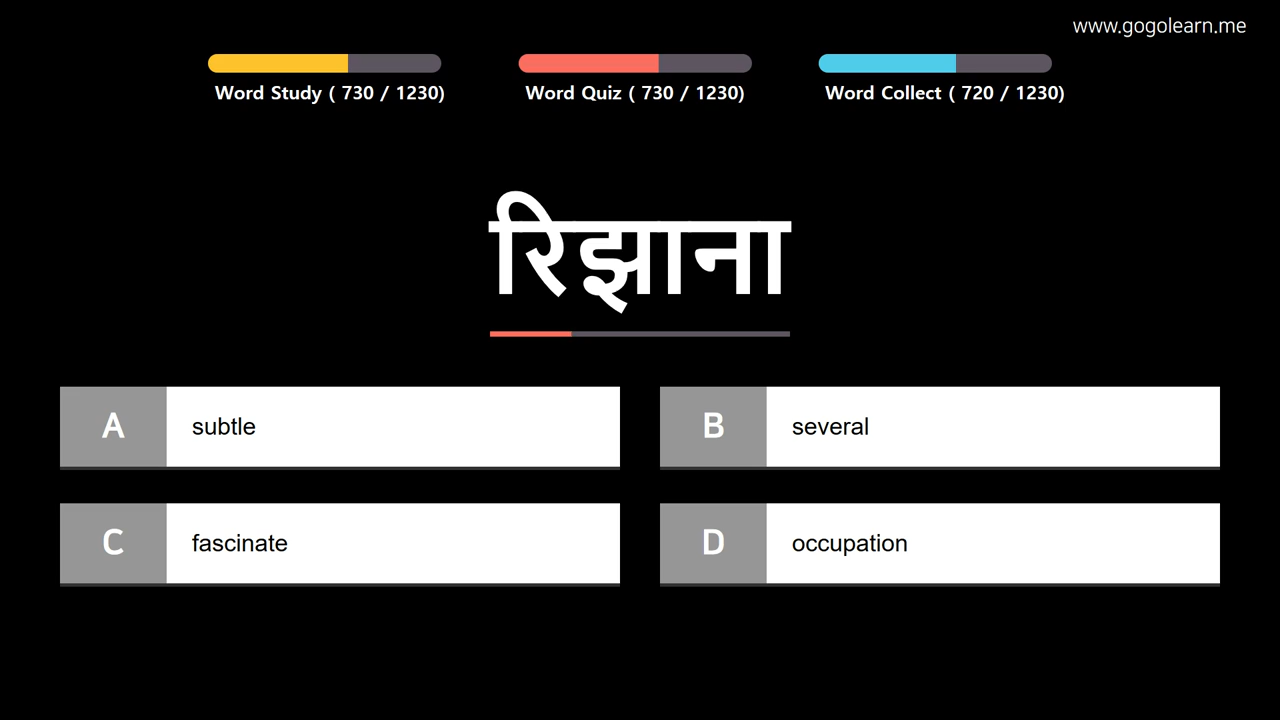 www.gogolearn.me
Word Study ( 730 / 1230)
Word Quiz ( 730 / 1230)
Word Collect ( 720 / 1230)
रिझाना
A subtle
B several
C fascinate
D occupation